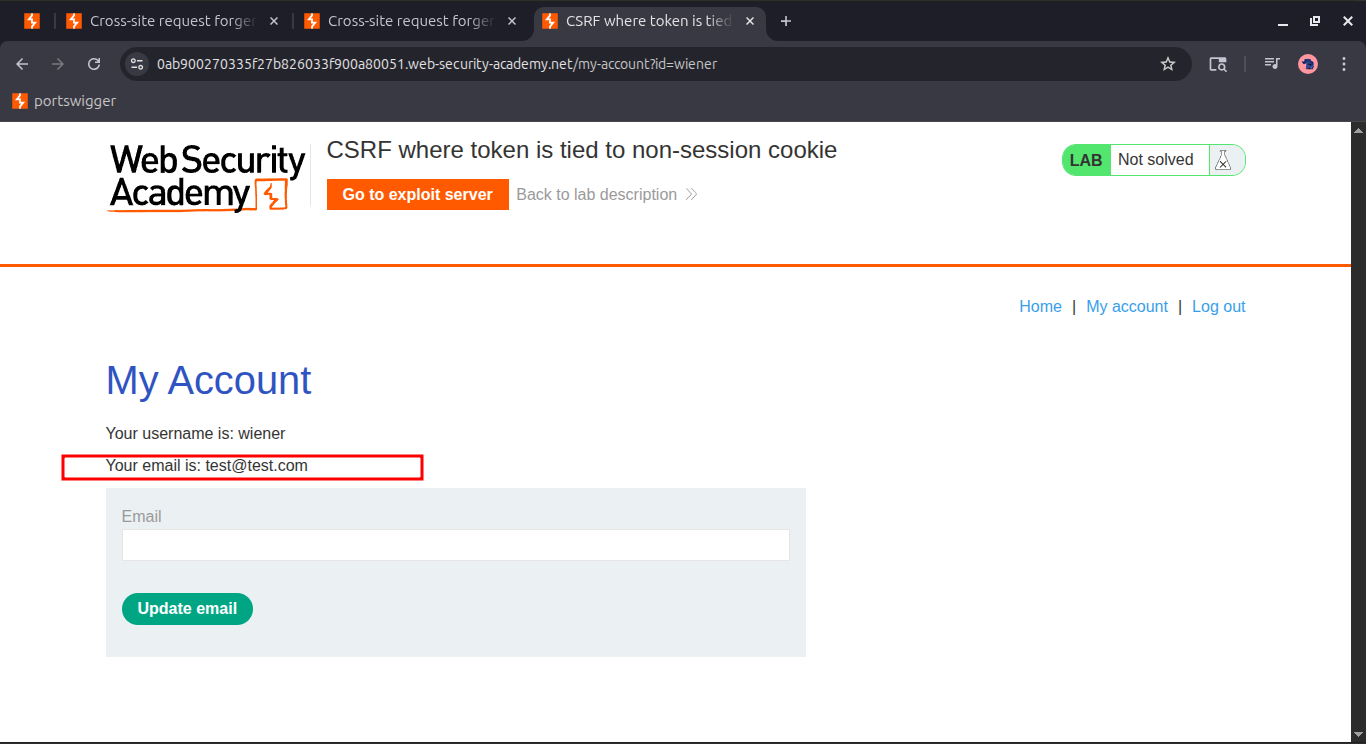 Cross-site request forger
Cross-site request forger
CSRF where token is tied
0ab900270335f27b826033f900a80051.web-security-academy.net/my-account?id=wiener
portswigger
Web Security
Academy
CSRF where token is tied to non-session cookie
Go to exploit server
Back to lab description
LAB Not solved
Home | My account | Log out
My Account
Your username is: wiener
Your email is: test@test.com
Email
Update email